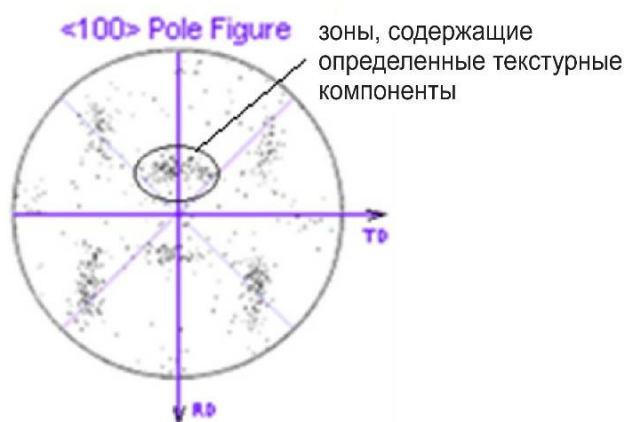 <100> Pole Figure
зоны, содержащие
определенные текстурные
компоненты
TD
RD